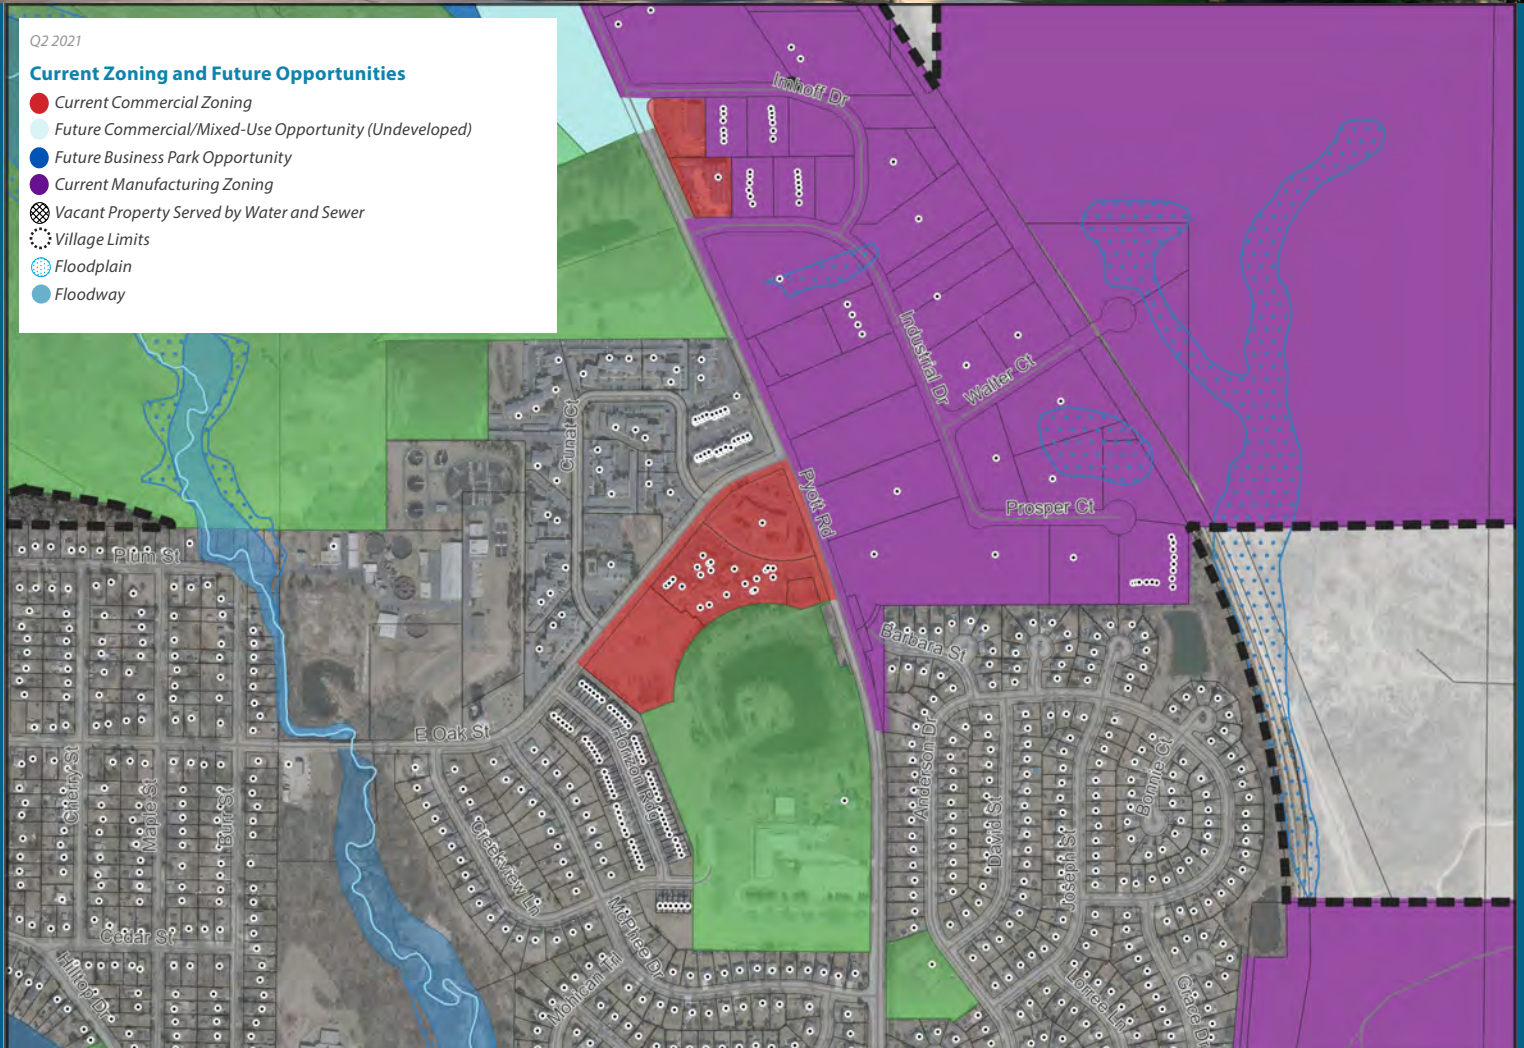 Q2 2021
Current Zoning and Future Opportunities
Current Commercial Zoning
Future Commercial/Mixed-Use Opportunity (Undeveloped)
Future Business Park Opportunity
Current Manufacturing Zoning
Vacant Property Served by Water and Sewer
Village Limits
Floodplain
Floodway
Imhoff Dr
Industrial Dr
Walter Ct
Cunat Ct
Pyott Rd
Prosper Ct
Plum St
Barbara St
E Oak St
Horizon Rdg
Anderson Dr
Bonnie Ct
Cherry St
Maple St
Burr St
Creekview Ln
David St
Joseph St
McPhee Dr
Cedar St
Hilltop Dr
Mohican Trl
Lorree Ln
Grace Dr